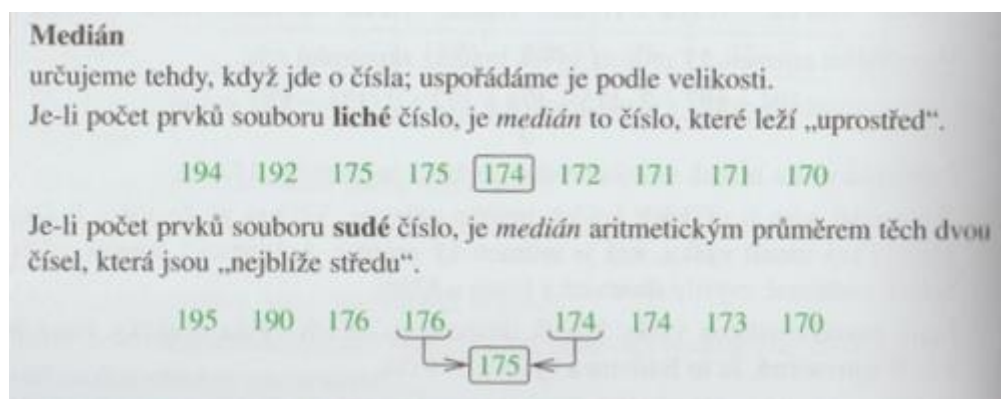 Medián
určujeme tehdy, když jde o čísla; uspořádáme je podle velikosti.
Je-li počet prvků souboru liché číslo, je medián to číslo, které leží „uprostřed“.
194 192 175 175 174 172 171 171 170
Je-li počet prvků souboru sudé číslo, je medián aritmetickým průměrem těch dvou
čísel, která jsou „nejblíže středu“.
195 190 176 176 174 174 173 170
175